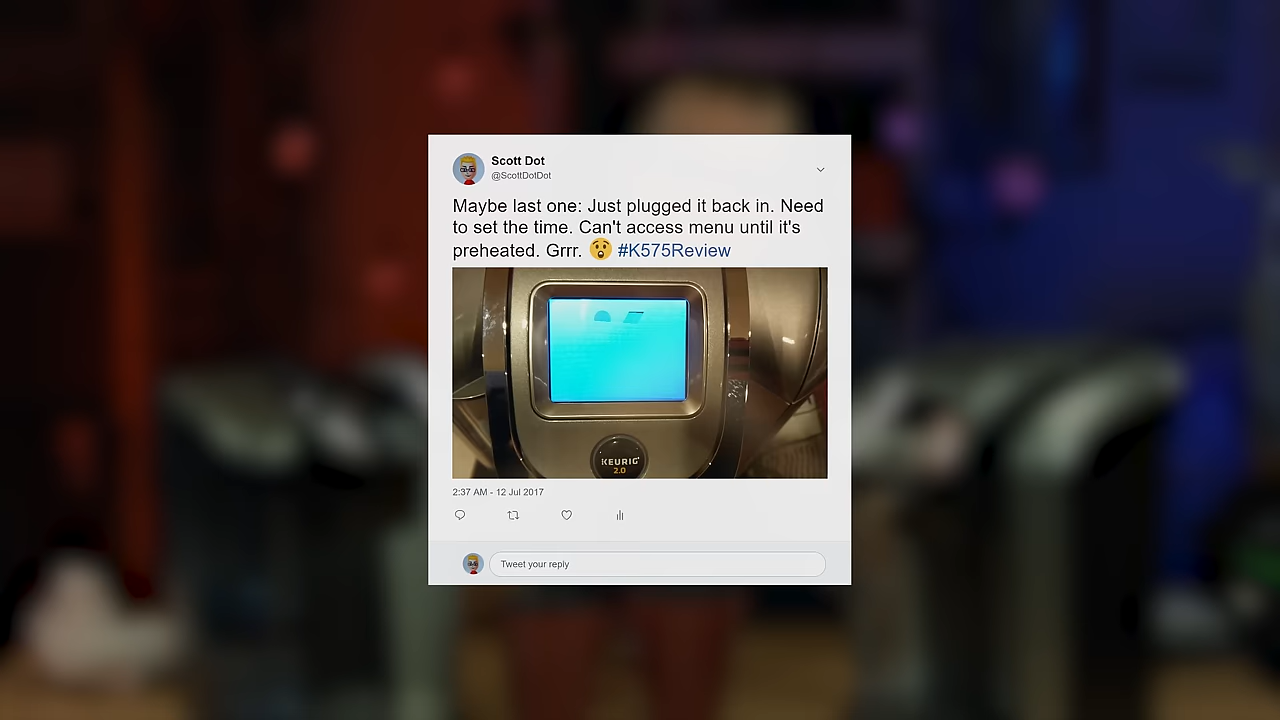 Scott Dot
@ScottDotDot
Maybe last one: Just plugged it back in. Need
to set the time. Can't access menu until it's
preheated. Grrr. 😲 #K575Review
KEURIG
2.0
2:37 AM - 12 Jul 2017
Tweet your reply